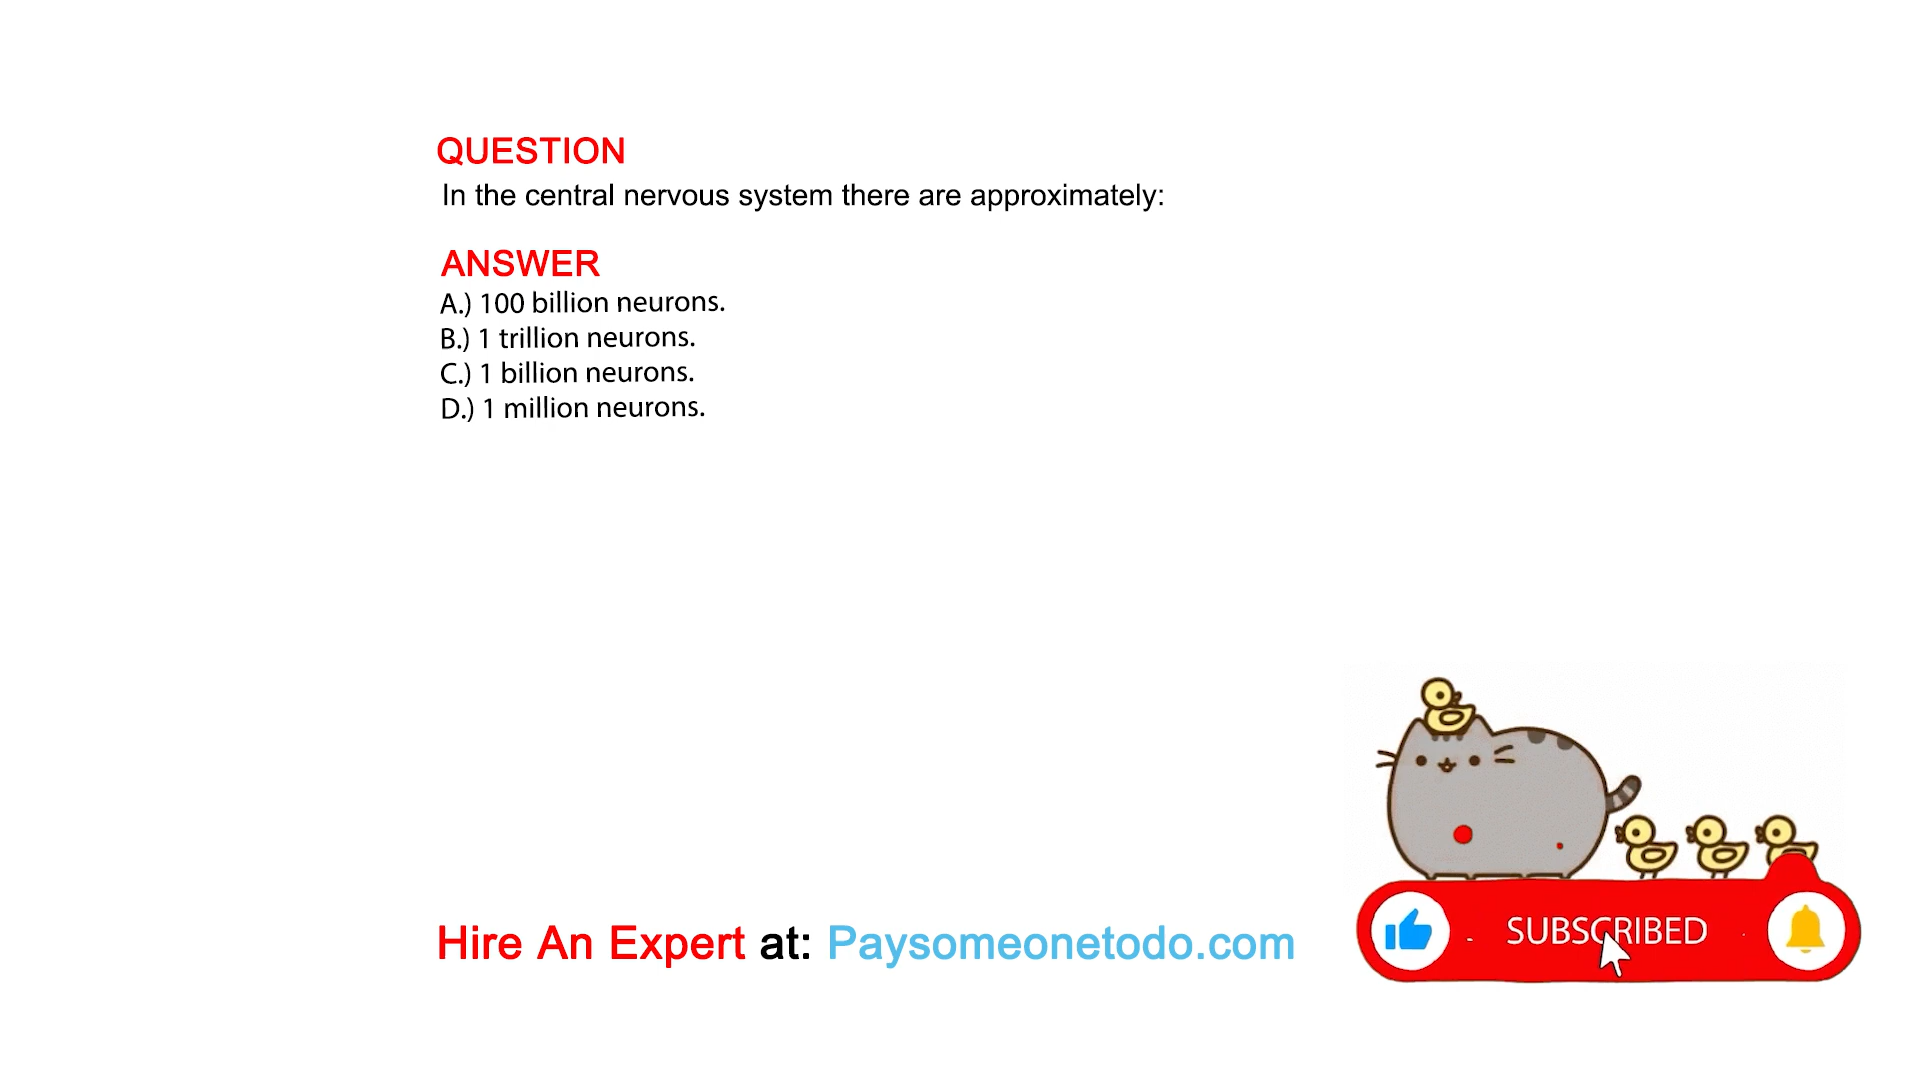 QUESTION
In the central nervous system there are approximately:
ANSWER
A.) 100 billion neurons.
B.) 1 trillion neurons.
C.) 1 billion neurons.
D.) 1 million neurons.
Hire An Expert at: Paysomeonetodo.com
SUBSCRIBED